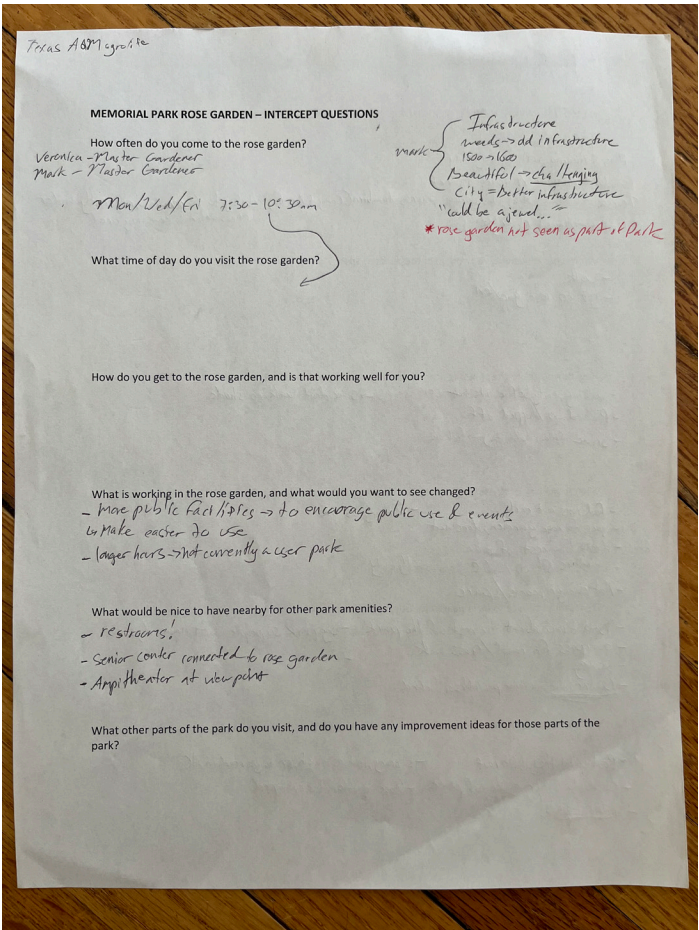 Texas A&M agrolife
MEMORIAL PARK ROSE GARDEN – INTERCEPT QUESTIONS
How often do you come to the rose garden?
Veronica - Master Gardener
Mark - Master Gardener
Mon/Wed/Fri 7:30-10:30am
Mark
Infrastructure
needs → add infrastructure
1500 → 1600
Beautiful → challenging
City = Better infrastructure
"could be a jewel..."
* rose garden not seen as part of Park
What time of day do you visit the rose garden?
How do you get to the rose garden, and is that working well for you?
What is working in the rose garden, and what would you want to see changed?
- More public facilities → to encourage public use & events
↳ Make easier to use
- longer hours → not currently a user park
What would be nice to have nearby for other park amenities?
- restrooms!
- Senior center connected to rose garden
- Ampitheator at viewpoint
What other parts of the park do you visit, and do you have any improvement ideas for those parts of the
park?